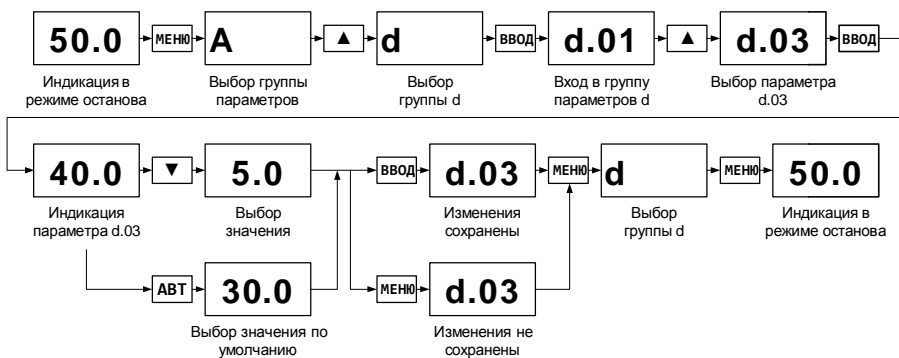 50.0 МЕНЮ A ▲ d ВВОД d.01 ▲ d.03 ВВОД
Индикация в
режиме останова
Выбор группы
параметров
Выбор
группы d
Вход в группу
параметров d
Выбор параметра
d.03
40.0 ▼ 5.0 ВВОД d.03 МЕНЮ d МЕНЮ 50.0
Индикация
параметра d.03
Выбор
значения
Изменения
сохранены
Выбор
группы d
Индикация в
режиме останова
АВТ 30.0 МЕНЮ d.03
Выбор значения по
умолчанию
Изменения не
сохранены